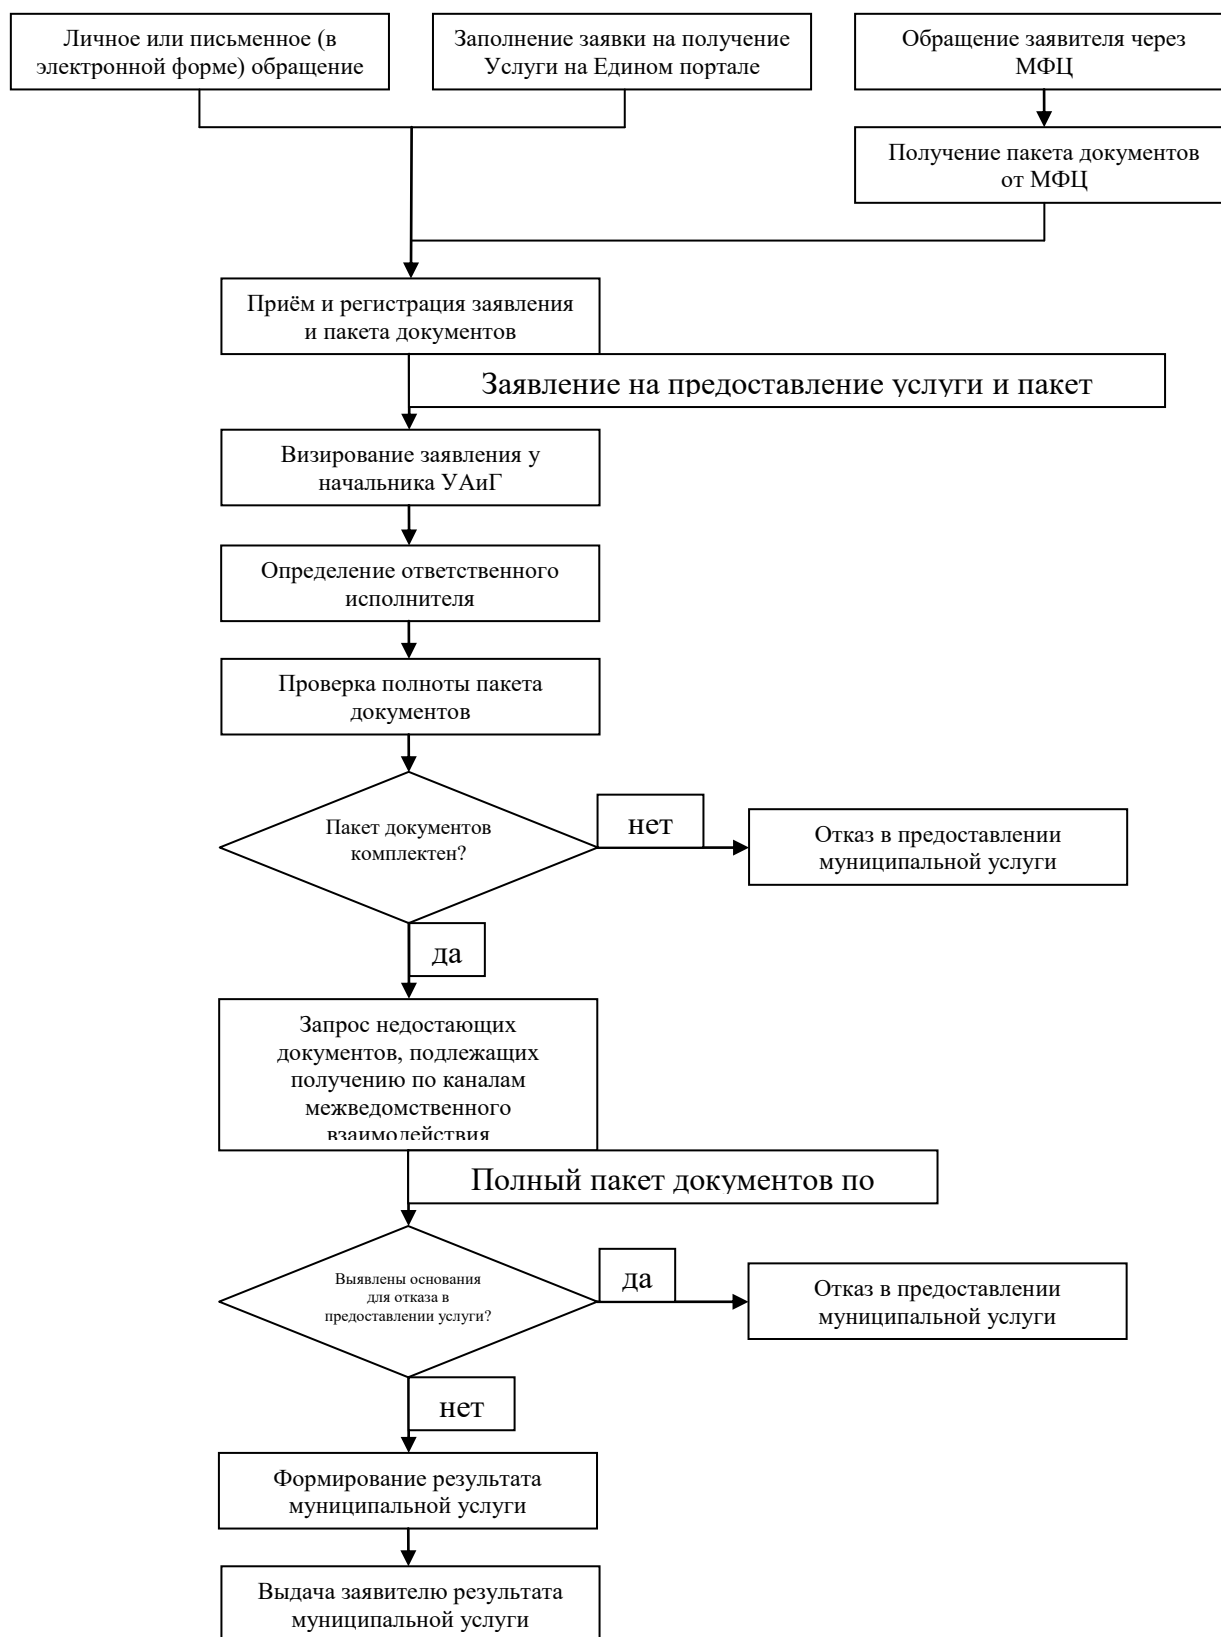 Личное или письменное (в
электронной форме) обращение
Заполнение заявки на получение
Услуги на Едином портале
Обращение заявителя через
МФЦ
Получение пакета документов
от МФЦ
Приём и регистрация заявления
и пакета документов
Заявление на предоставление услуги и пакет
Визирование заявления у
начальника УАиГ
Определение ответственного
исполнителя
Проверка полноты пакета
документов
Пакет документов
комплектен?
нет
Отказ в предоставлении
муниципальной услуги
да
Запрос недостающих
документов, подлежащих
получению по каналам
межведомственного
взаимодействия
Полный пакет документов по
Выявлены основания
для отказа в
предоставлении услуги?
да
Отказ в предоставлении
муниципальной услуги
нет
Формирование результата
муниципальной услуги
Выдача заявителю результата
муниципальной услуги